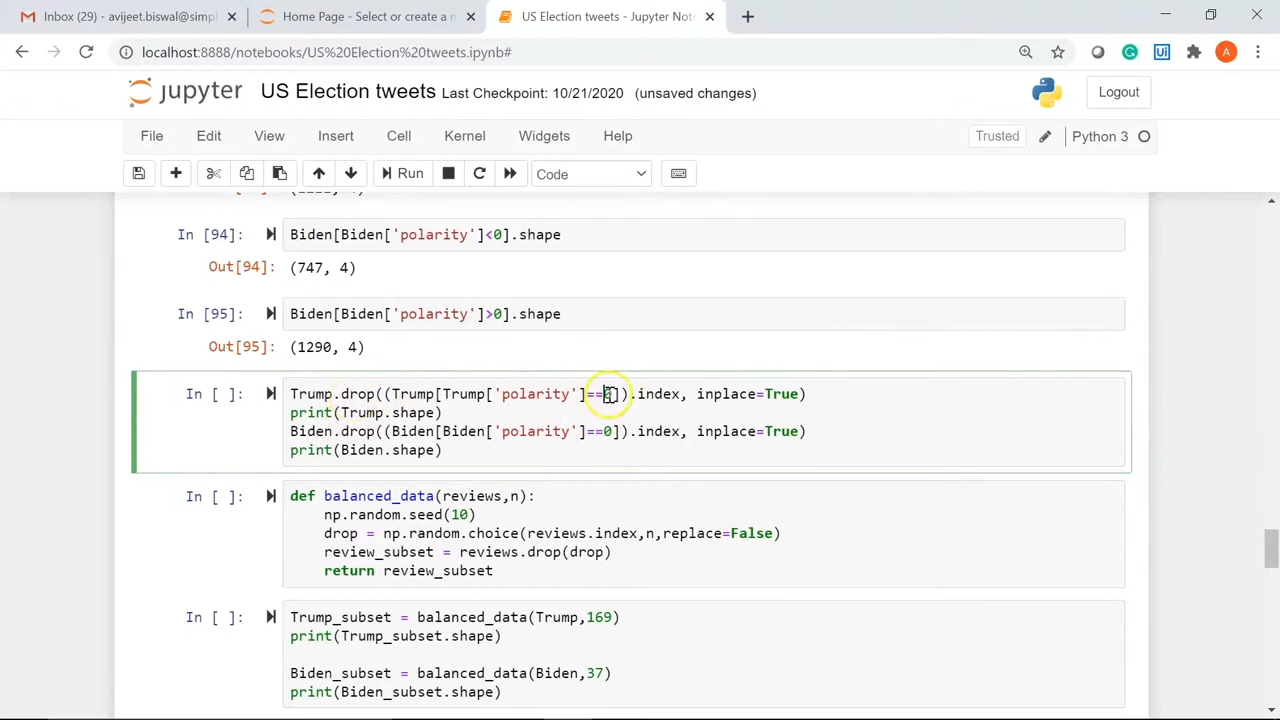 Inbox (29) - avijeet.biswal@simpl
Home Page - Select or create a n
US Election tweets - Jupyter Note
localhost:8888/notebooks/US%20Election%20tweets.ipynb#
Ui
A
jupyter
US Election tweets Last Checkpoint: 10/21/2020 (unsaved changes)
Logout
File Edit View Insert Cell Kernel Widgets Help
Trusted
Python 3
Run
Code
In [94]: Biden[Biden['polarity']<0].shape
Out[94]: (747, 4)
In [95]: Biden[Biden['polarity']>0].shape
Out[95]: (1290, 4)
In [ ]: Trump.drop((Trump[Trump['polarity']==0]).index, inplace=True)
print(Trump.shape)
Biden.drop((Biden[Biden['polarity']==0]).index, inplace=True)
print(Biden.shape)
In [ ]: def balanced_data(reviews,n):
np.random.seed(10)
drop = np.random.choice(reviews.index,n,replace=False)
review_subset = reviews.drop(drop)
return review_subset
In [ ]: Trump_subset = balanced_data(Trump,169)
print(Trump_subset.shape)
Biden_subset = balanced_data(Biden,37)
print(Biden_subset.shape)